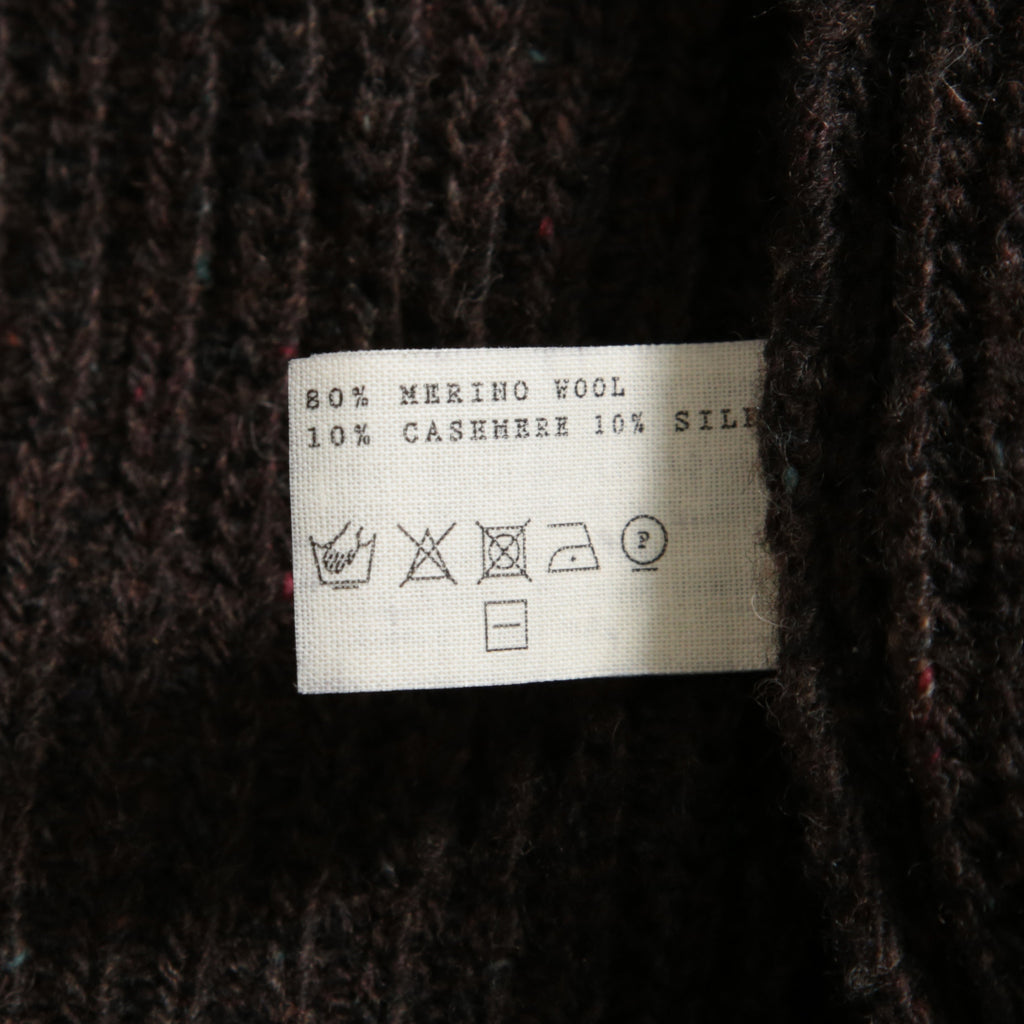 80% MERINO WOOL
10% CASHMERE 10% SILK
P